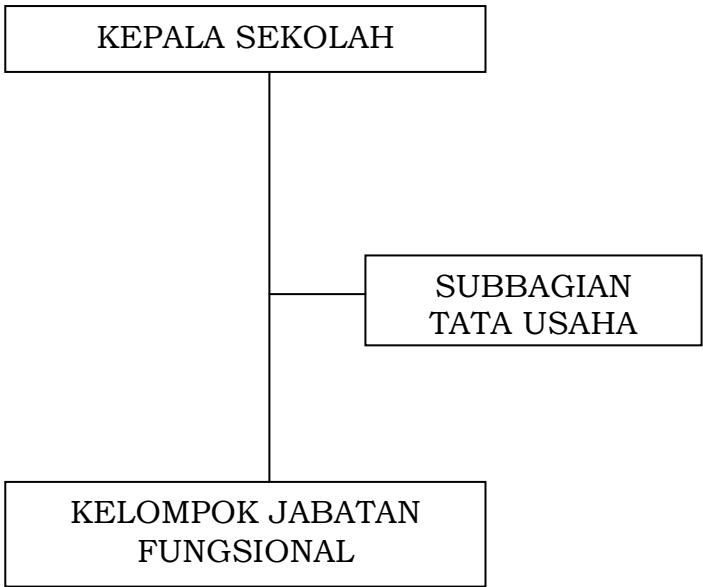 KEPALA SEKOLAH
SUBBAGIAN
TATA USAHA
KELOMPOK JABATAN
FUNGSIONAL